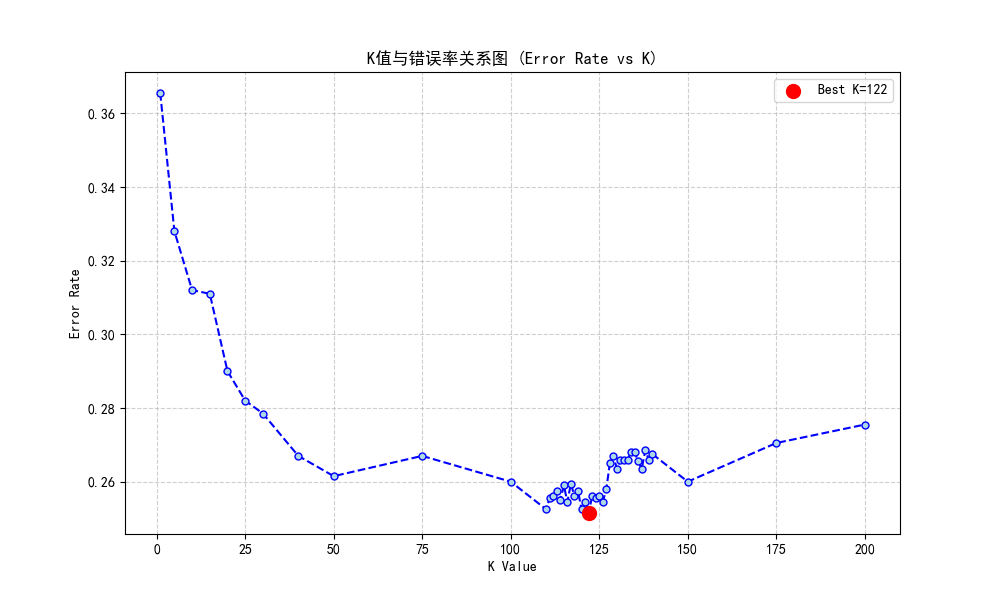 K值与错误率关系图 (Error Rate vs K)
Best K=122
0.36
0.34
0.32
0.30
0.28
0.26
Error Rate
0 25 50 75 100 125 150 175 200
K Value